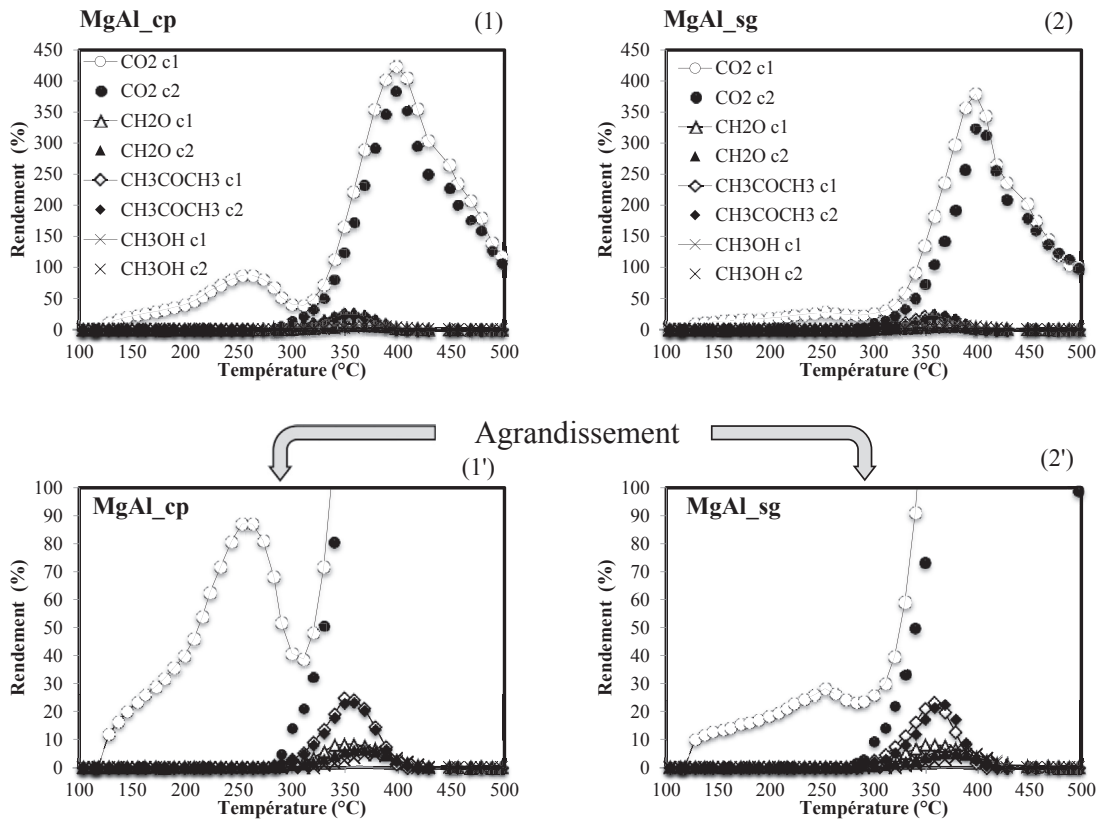 MgAl_cp
(1)
450
400
350
300
250
200
150
100
50
0
Rendement (%)
CO2 c1
CO2 c2
CH2O c1
CH2O c2
CH3COCH3 c1
CH3COCH3 c2
CH3OH c1
CH3OH c2
100 150 200 250 300 350 400 450 500
Température (°C)
MgAl_sg
(2)
450
400
350
300
250
200
150
100
50
0
Rendement (%)
CO2 c1
CO2 c2
CH2O c1
CH2O c2
CH3COCH3 c1
CH3COCH3 c2
CH3OH c1
CH3OH c2
100 150 200 250 300 350 400 450 500
Température (°C)
Agrandissement
(1')
MgAl_cp
100
90
80
70
60
50
40
30
20
10
0
Rendement (%)
100 150 200 250 300 350 400 450 500
Température (°C)
(2')
MgAl_sg
100
90
80
70
60
50
40
30
20
10
0
Rendement (%)
100 150 200 250 300 350 400 450 500
Température (°C)